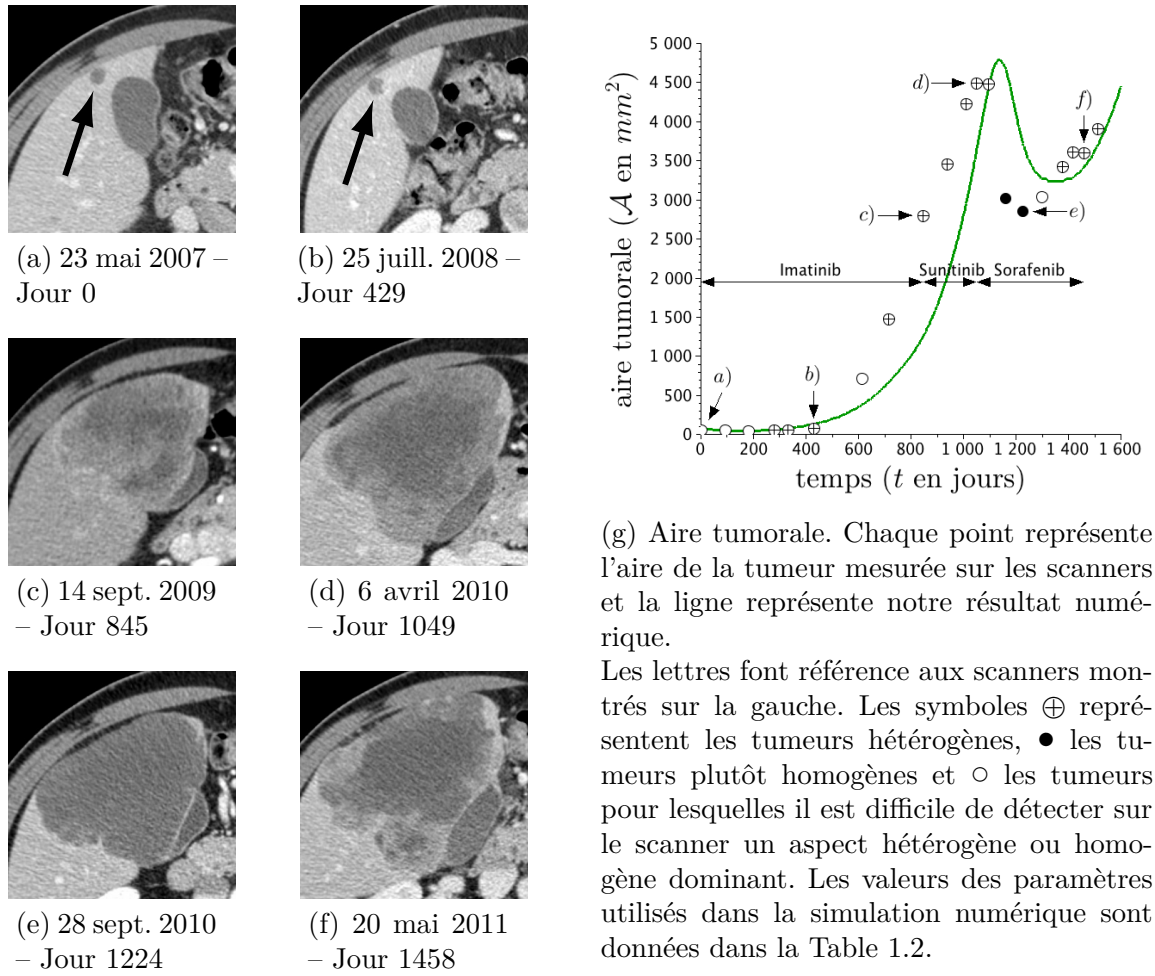 (a) 23 mai 2007 –
Jour 0
(b) 25 juill. 2008 –
Jour 429
(c) 14 sept. 2009
– Jour 845
(d) 6 avril 2010
– Jour 1049
(e) 28 sept. 2010
– Jour 1224
(f) 20 mai 2011
– Jour 1458
aire tumorale (𝒜 en mm²)
5 000
4 500
4 000
3 500
3 000
2 500
2 000
1 500
1 000
500
0
a)
b)
c)
d)
e)
f)
Imatinib
Sunitinib
Sorafenib
0 200 400 600 800 1 000 1 200 1 400 1 600
temps (t en jours)
(g) Aire tumorale. Chaque point représente
l'aire de la tumeur mesurée sur les scanners
et la ligne représente notre résultat numé-
rique.
Les lettres font référence aux scanners mon-
trés sur la gauche. Les symboles ⊕ repré-
sentent les tumeurs hétérogènes, ● les tu-
meurs plutôt homogènes et ○ les tumeurs
pour lesquelles il est difficile de détecter sur
le scanner un aspect hétérogène ou homo-
gène dominant. Les valeurs des paramètres
utilisés dans la simulation numérique sont
données dans la Table 1.2.